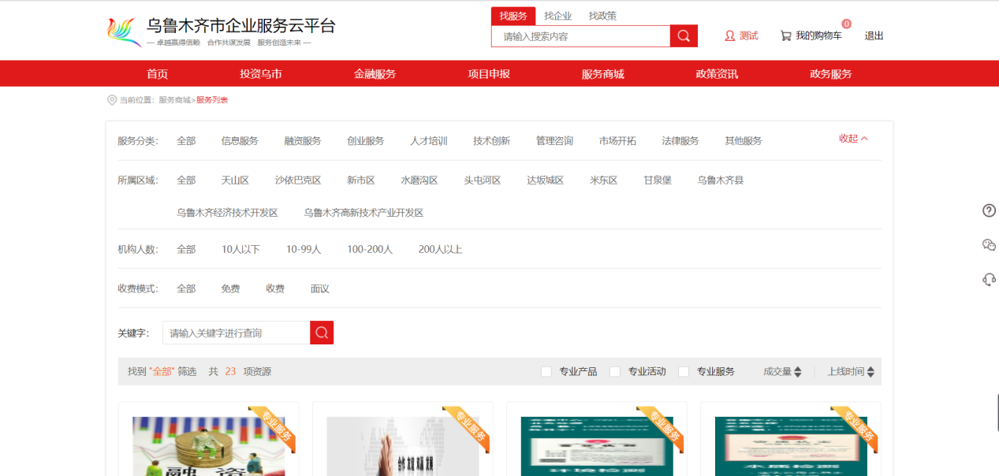 找服务 找企业 找政策
乌鲁木齐市企业服务云平台
— 卓越赢得信赖 合作共谋发展 服务创造未来 —
请输入搜索内容
测试 我的购物车 0 退出
首页 投资乌市 金融服务 项目申报 服务商城 政策资讯 政务服务
当前位置：服务商城>服务列表
服务分类： 全部 信息服务 融资服务 创业服务 人才培训 技术创新 管理咨询 市场开拓 法律服务 其他服务 收起
所属区域： 全部 天山区 沙依巴克区 新市区 水磨沟区 头屯河区 达坂城区 米东区 甘泉堡 乌鲁木齐县
乌鲁木齐经济技术开发区 乌鲁木齐高新技术产业开发区
机构人数： 全部 10人以下 10-99人 100-200人 200人以上
收费模式： 全部 免费 收费 面议
关键字： 请输入关键字进行查询
找到 "全部" 筛选 共 23 项资源 专业产品 专业活动 专业服务 成交量 上线时间
专业服务 专业服务 专业服务 专业服务
融 资
环境检测
水质检测